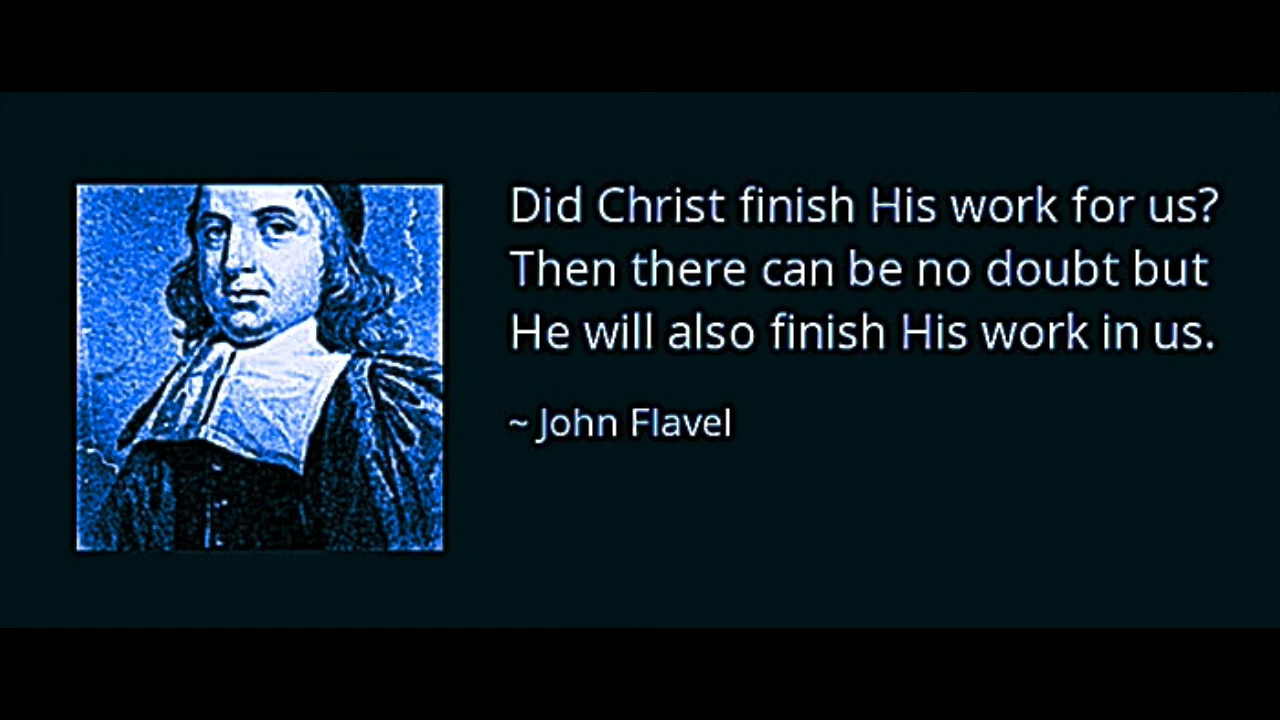 Did Christ finish His work for us?
Then there can be no doubt but
He will also finish His work in us.
~ John Flavel